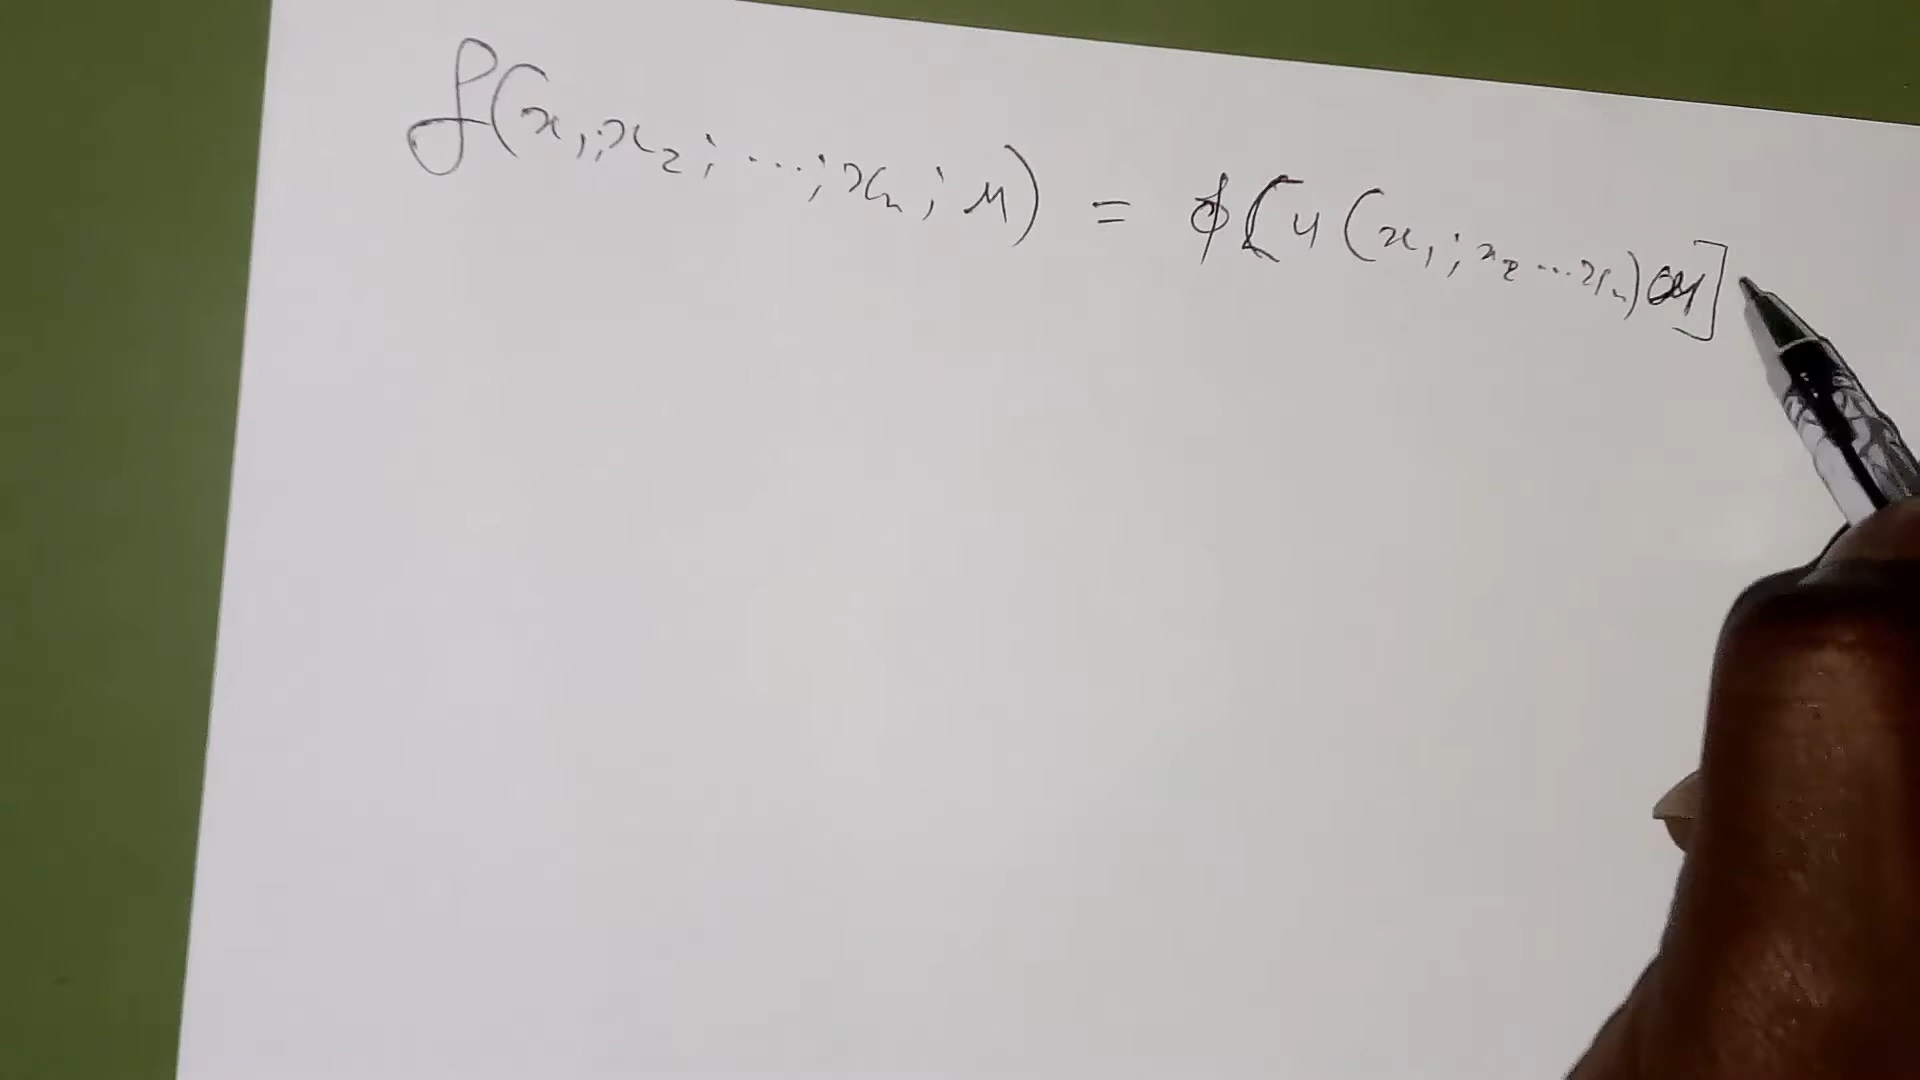 f(x₁; x₂; ...; xₙ; μ) = φ[u(x₁; x₂ ... xₙ) μ]